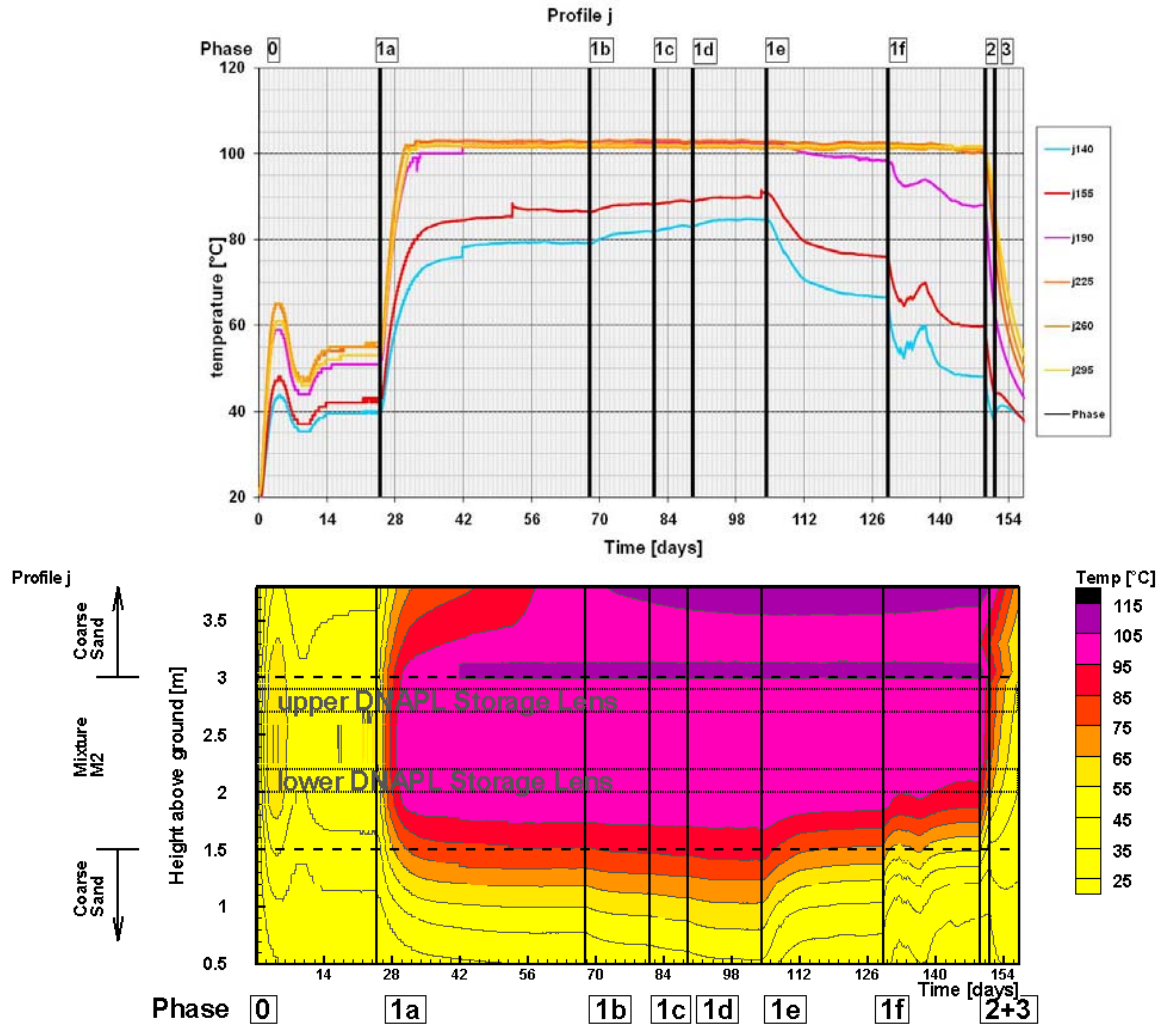 Profile j
Phase 0 1a 1b 1c 1d 1e 1f 2 3
120
100
80
60
40
20
temperature [°C]
0 14 28 42 56 70 84 98 112 126 140 154
Time [days]
j140
j155
j190
j225
j260
j295
Phase
Profile j
Coarse Sand
Mixture M2
Coarse Sand
Height above ground [m]
3.5
3
2.5
2
1.5
1
0.5
upper DNAPL Storage Lens
lower DNAPL Storage Lens
14 28 42 56 70 84 98 112 126 140 154
Time [days]
Temp [°C]
115
105
95
85
75
65
55
45
35
25
Phase 0 1a 1b 1c 1d 1e 1f 2+3